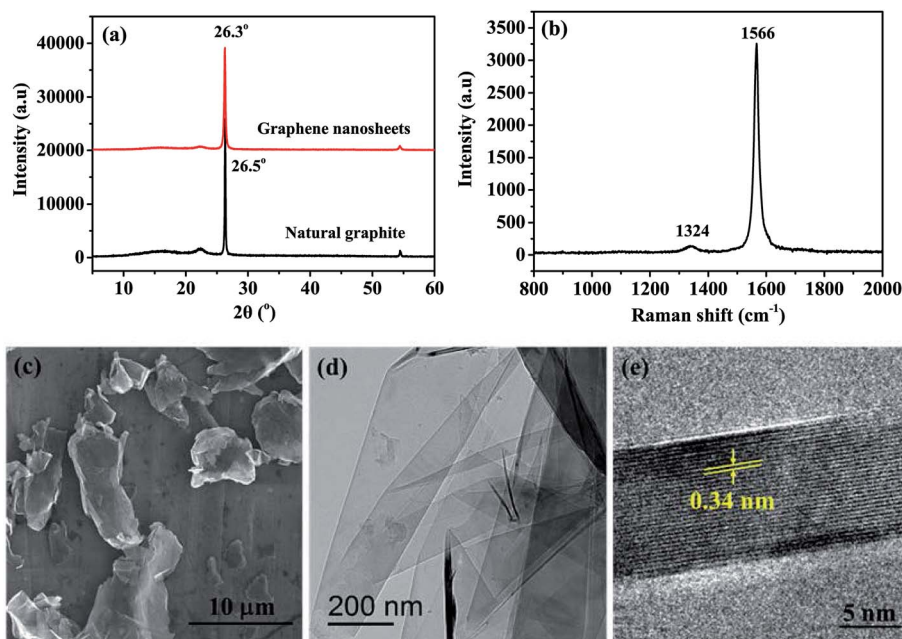 (a)
26.3°
40000
30000
20000
10000
0
Intensity (a.u)
Graphene nanosheets
26.5°
Natural graphite
10 20 30 40 50 60
2θ (°)
(b)
1566
3500
3000
2500
2000
1500
1000
500
0
Intensity (a.u)
1324
800 1000 1200 1400 1600 1800 2000
Raman shift (cm⁻¹)
(c)
10 μm
(d)
200 nm
(e)
0.34 nm
5 nm